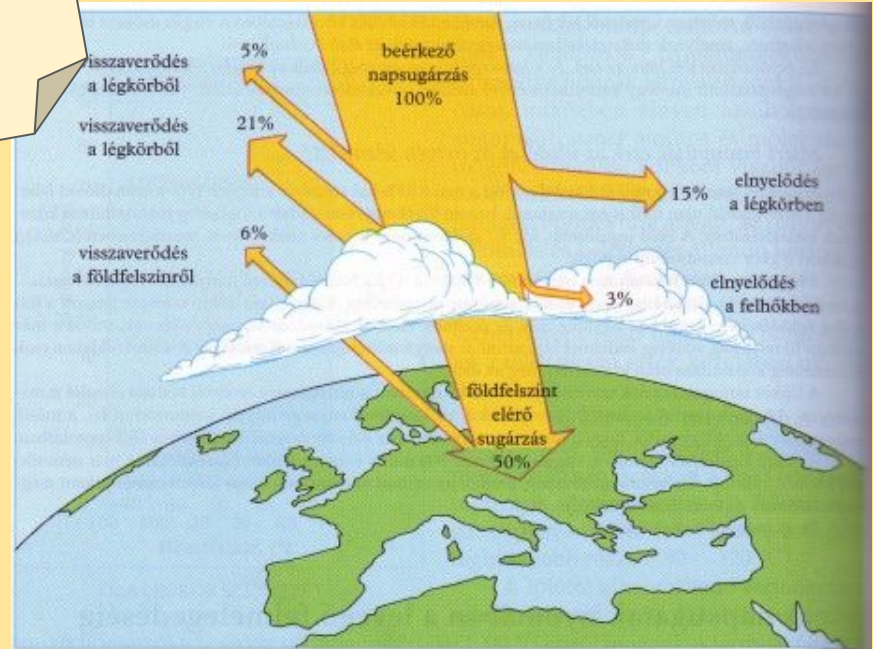 5%
visszaverődés
a légkörből
beérkező
napsugárzás
100%
21%
visszaverődés
a légkörből
15%
elnyelődés
a légkörben
6%
visszaverődés
a földfelszínről
3%
elnyelődés
a felhőkben
földfelszínt
elérő
sugárzás
50%